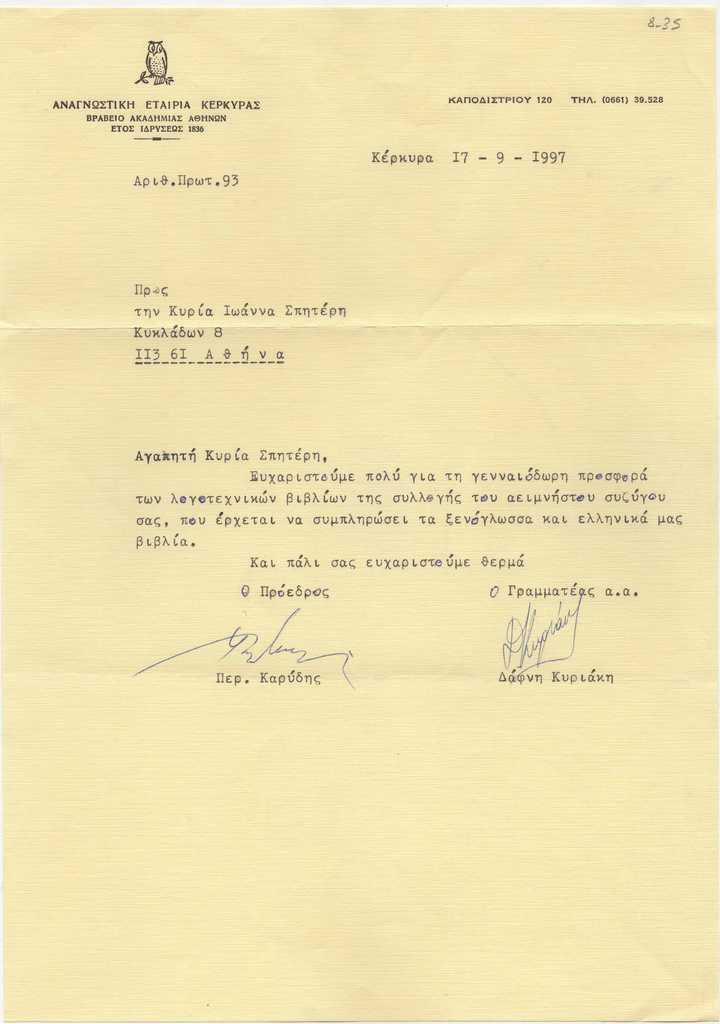 8-35
ΑΝΑΓΝΩΣΤΙΚΗ ΕΤΑΙΡΙΑ ΚΕΡΚΥΡΑΣ
ΒΡΑΒΕΙΟ ΑΚΑΔΗΜΙΑΣ ΑΘΗΝΩΝ
ΕΤΟΣ ΙΔΡΥΣΕΩΣ 1836
ΚΑΠΟΔΙΣΤΡΙΟΥ 120 ΤΗΛ. (0661) 39.528
Κέρκυρα 17 - 9 - 1997
Αριθ.Πρωτ.93
Προς
την Κυρία Ιωάννα Σπητέρη
Κυκλάδων 8
113 61 Α θ ή ν α
Αγαπητή Κυρία Σπητέρη,
Ευχαριστούμε πολύ για τη γενναιόδωρη προσφορά
των λογοτεχνικών βιβλίων της συλλογής του αειμνήστου συζύγου
σας, που έρχεται να συμπληρώσει τα ξενόγλωσσα και ελληνικά μας
βιβλία.
Και πάλι σας ευχαριστούμε θερμά
Ο Πρόεδρος Ο Γραμματέας α.α.
Δ Κυριάκη
Περ. Καρύδης Δάφνη Κυριάκη